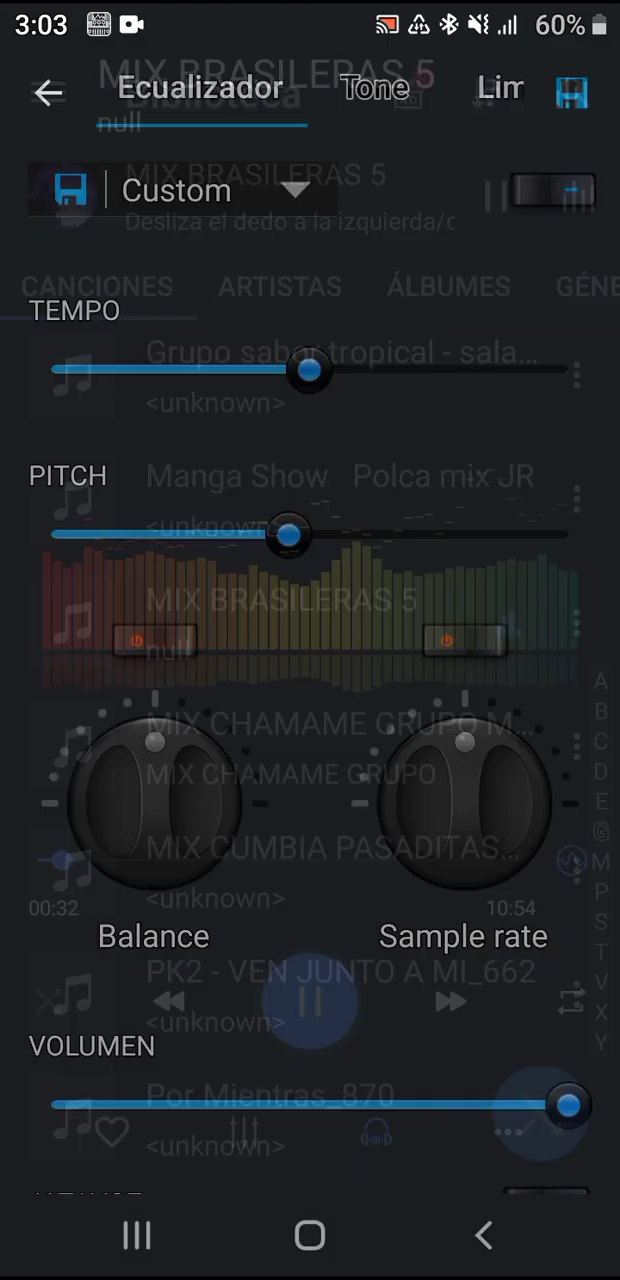 3:03 60%
MIX BRASILERAS 5
Ecualizador Tone Lim
Biblioteca
null
MIX BRASILERAS 5
Custom
Desliza el dedo a la izquierda/c
CANCIONES ARTISTAS ÁLBUMES GÉNE
TEMPO
Grupo sabor tropical - sala...
<unknown>
PITCH
Manga Show Polca mix JR
<unknown>
MIX BRASILERAS 5
null
A
B
MIX CHAMAME GRUPO M...
C
MIX CHAMAME GRUPO
D
E
G
MIX CUMBIA PASADITAS...
M
P
<unknown>
00:32 10:54
S
Balance Sample rate
T
PK2 - VEN JUNTO A MI_662
V
X
<unknown>
Y
VOLUMEN
Por Mientras_870
<unknown>